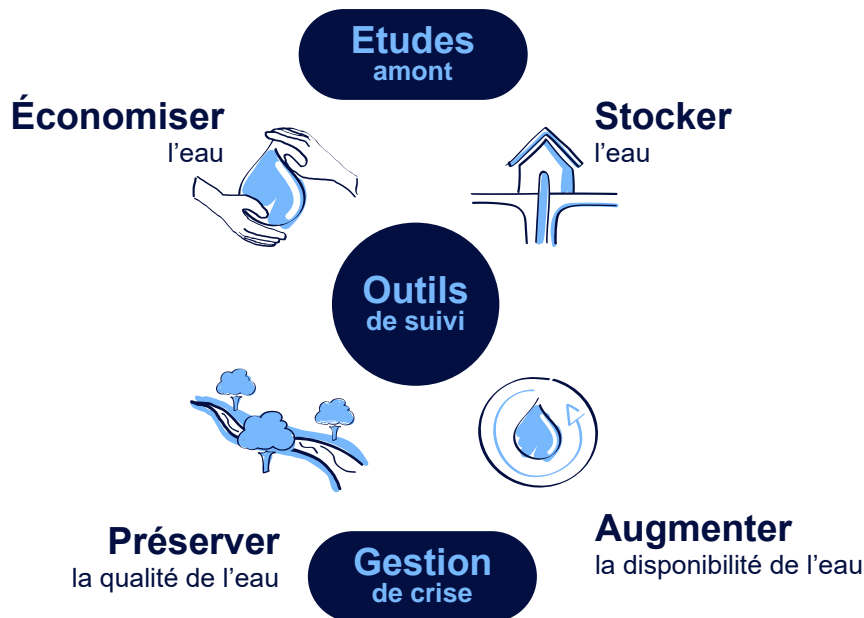 Etudes
amont
Économiser
l'eau
Stocker
l'eau
Outils
de suivi
Préserver
la qualité de l'eau
Gestion
de crise
Augmenter
la disponibilité de l'eau